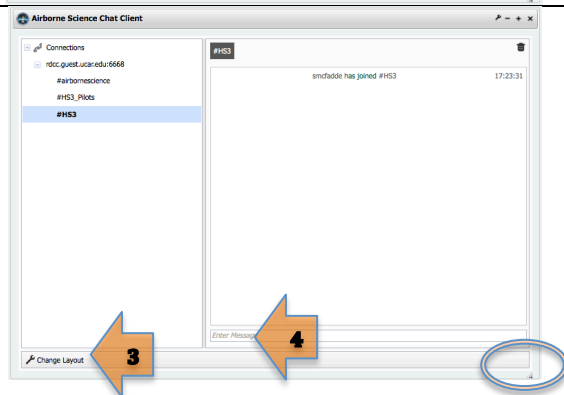 Airborne Science Chat Client
Connections
rdcc.guest.ucar.edu:6668
#airbornescience
#HS3_Pilots
#HS3
#HS3
smcfadde has joined #HS3 17:23:31
Enter Message
4
Change Layout
3